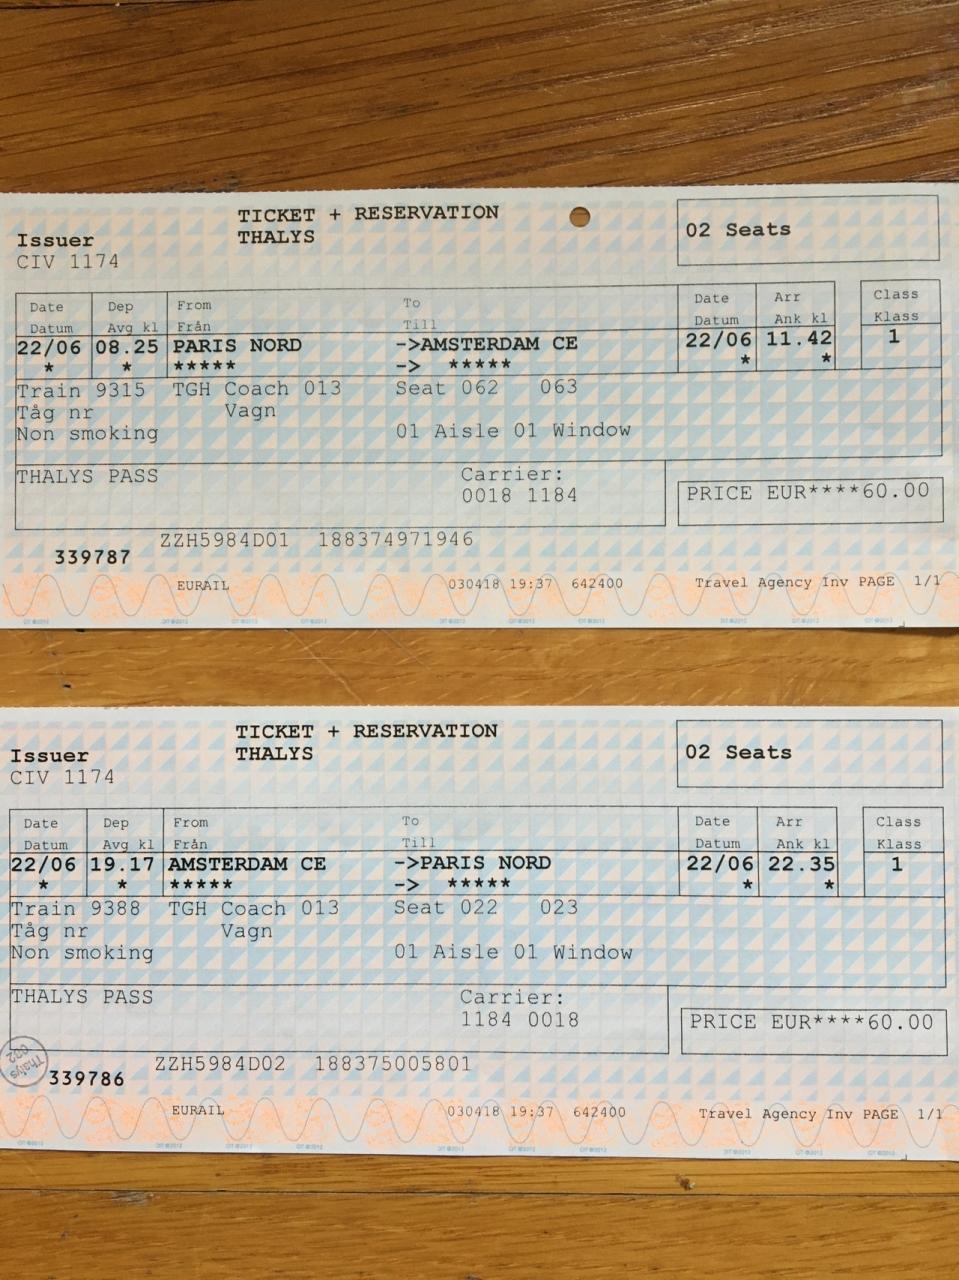 TICKET + RESERVATION
THALYS
02 Seats
Issuer
CIV 1174
Date Dep From To Date Arr Class
Datum Avg kl Från Till Datum Ank kl Klass
22/06 08.25 PARIS NORD ->AMSTERDAM CE 22/06 11.42 1
* * ***** -> ***** * *
Train 9315 TGH Coach 013 Seat 062 063
Tåg nr Vagn
Non smoking 01 Aisle 01 Window
THALYS PASS Carrier:
0018 1184
PRICE EUR****60.00
ZZH5984D01 188374971946
339787
EURAIL 030418 19:37 642400 Travel Agency Inv PAGE 1/1
TICKET + RESERVATION
THALYS
02 Seats
Issuer
CIV 1174
Date Dep From To Date Arr Class
Datum Avg kl Från Till Datum Ank kl Klass
22/06 19.17 AMSTERDAM CE ->PARIS NORD 22/06 22.35 1
* * ***** -> ***** * *
Train 9388 TGH Coach 013 Seat 022 023
Tåg nr Vagn
Non smoking 01 Aisle 01 Window
THALYS PASS Carrier:
1184 0018
PRICE EUR****60.00
ZZH5984D02 188375005801
Thalys
002
339786
EURAIL 030418 19:37 642400 Travel Agency Inv PAGE 1/1